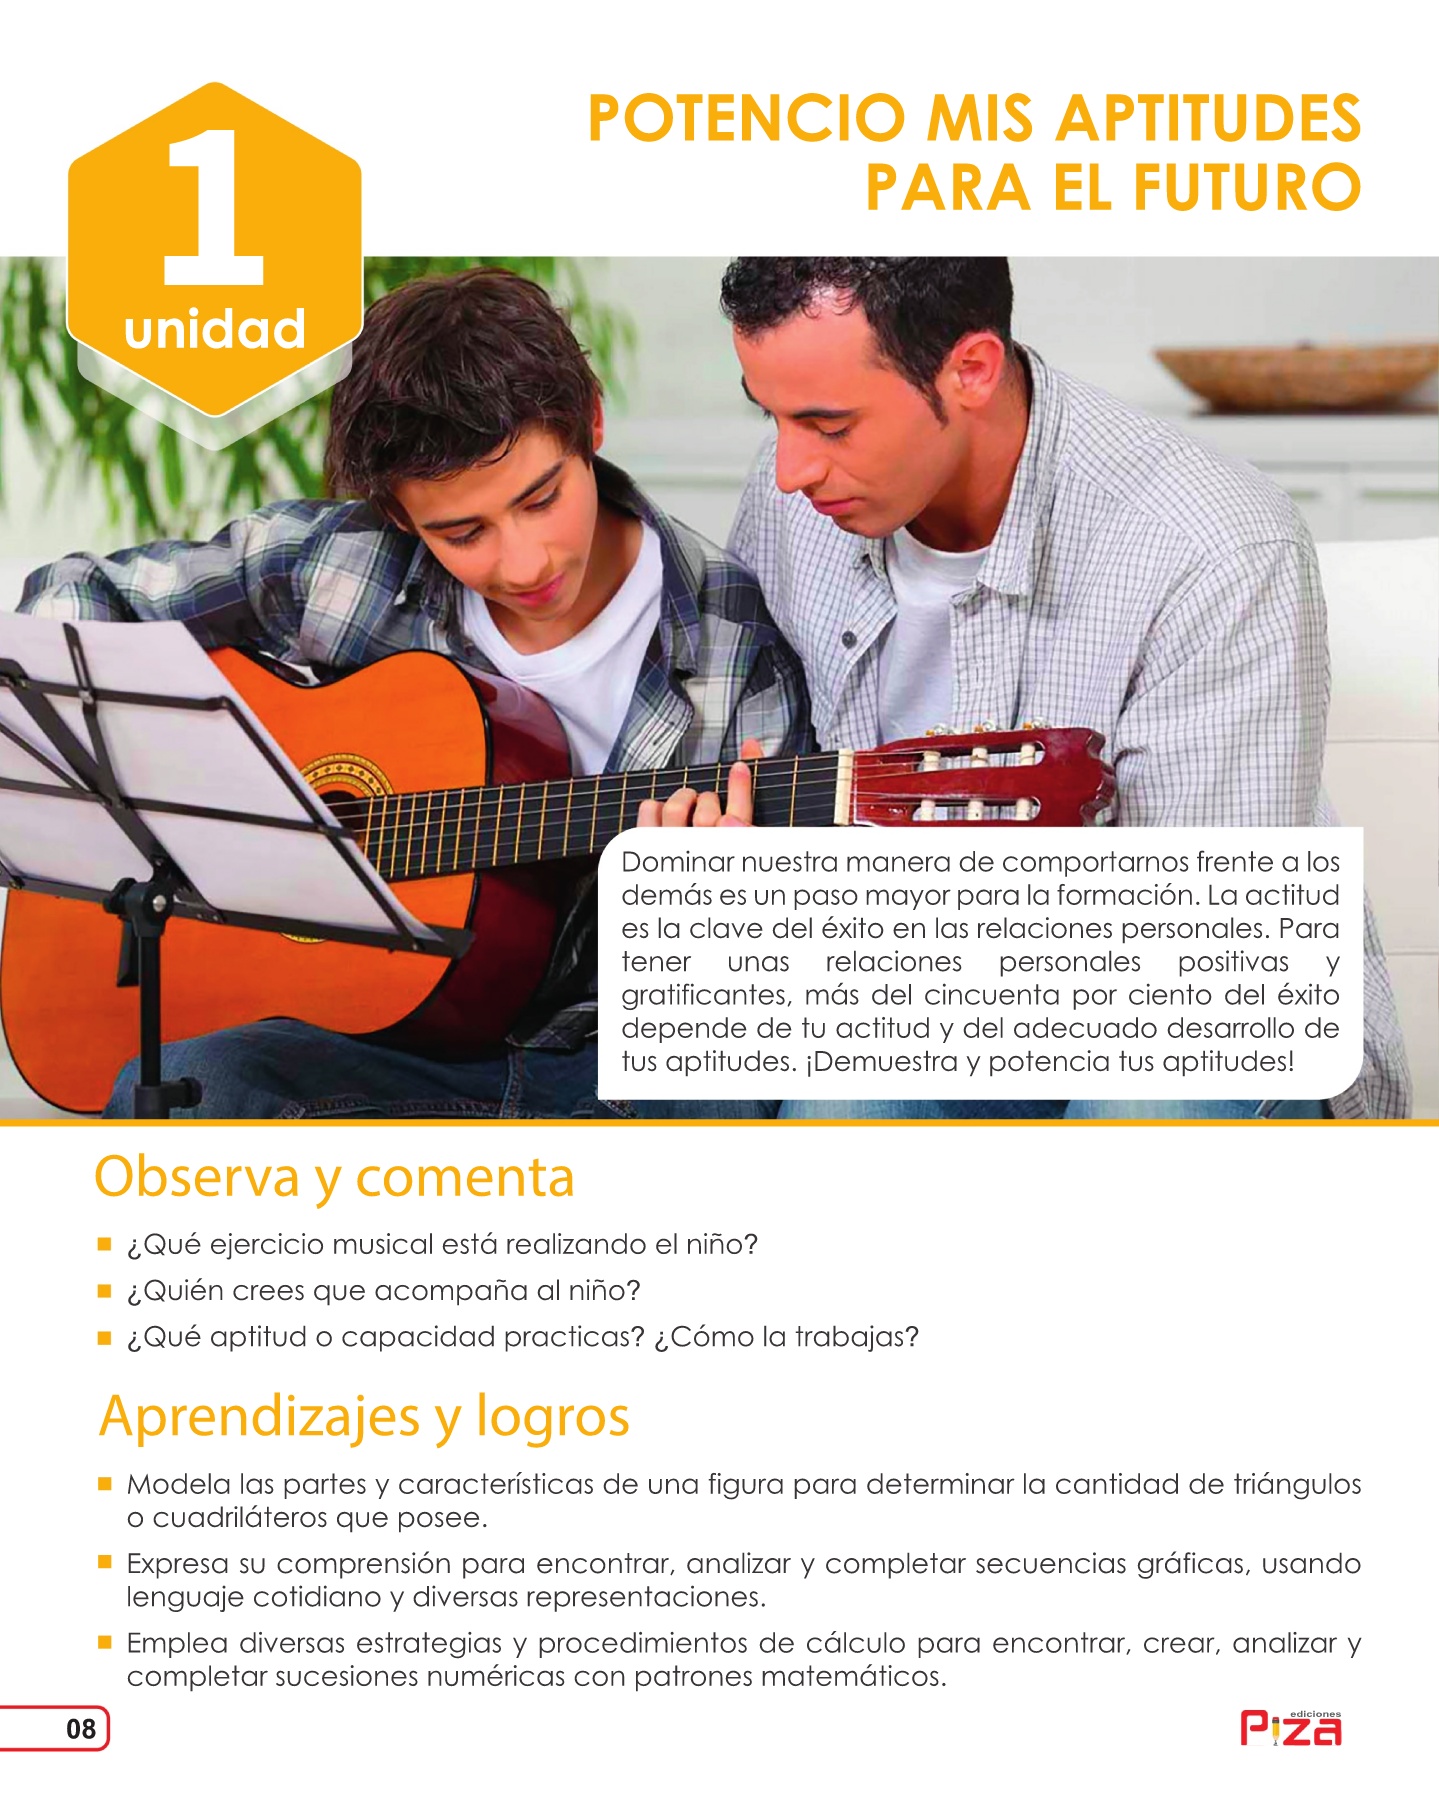 1
unidad
POTENCIO MIS APTITUDES
PARA EL FUTURO
Dominar nuestra manera de comportarnos frente a los
demás es un paso mayor para la formación. La actitud
es la clave del éxito en las relaciones personales. Para
tener unas relaciones personales positivas y
gratificantes, más del cincuenta por ciento del éxito
depende de tu actitud y del adecuado desarrollo de
tus aptitudes. ¡Demuestra y potencia tus aptitudes!
Observa y comenta
¿Qué ejercicio musical está realizando el niño?
¿Quién crees que acompaña al niño?
¿Qué aptitud o capacidad practicas? ¿Cómo la trabajas?
Aprendizajes y logros
Modela las partes y características de una figura para determinar la cantidad de triángulos
o cuadriláteros que posee.
Expresa su comprensión para encontrar, analizar y completar secuencias gráficas, usando
lenguaje cotidiano y diversas representaciones.
Emplea diversas estrategias y procedimientos de cálculo para encontrar, crear, analizar y
completar sucesiones numéricas con patrones matemáticos.
08
ediciones
Piza